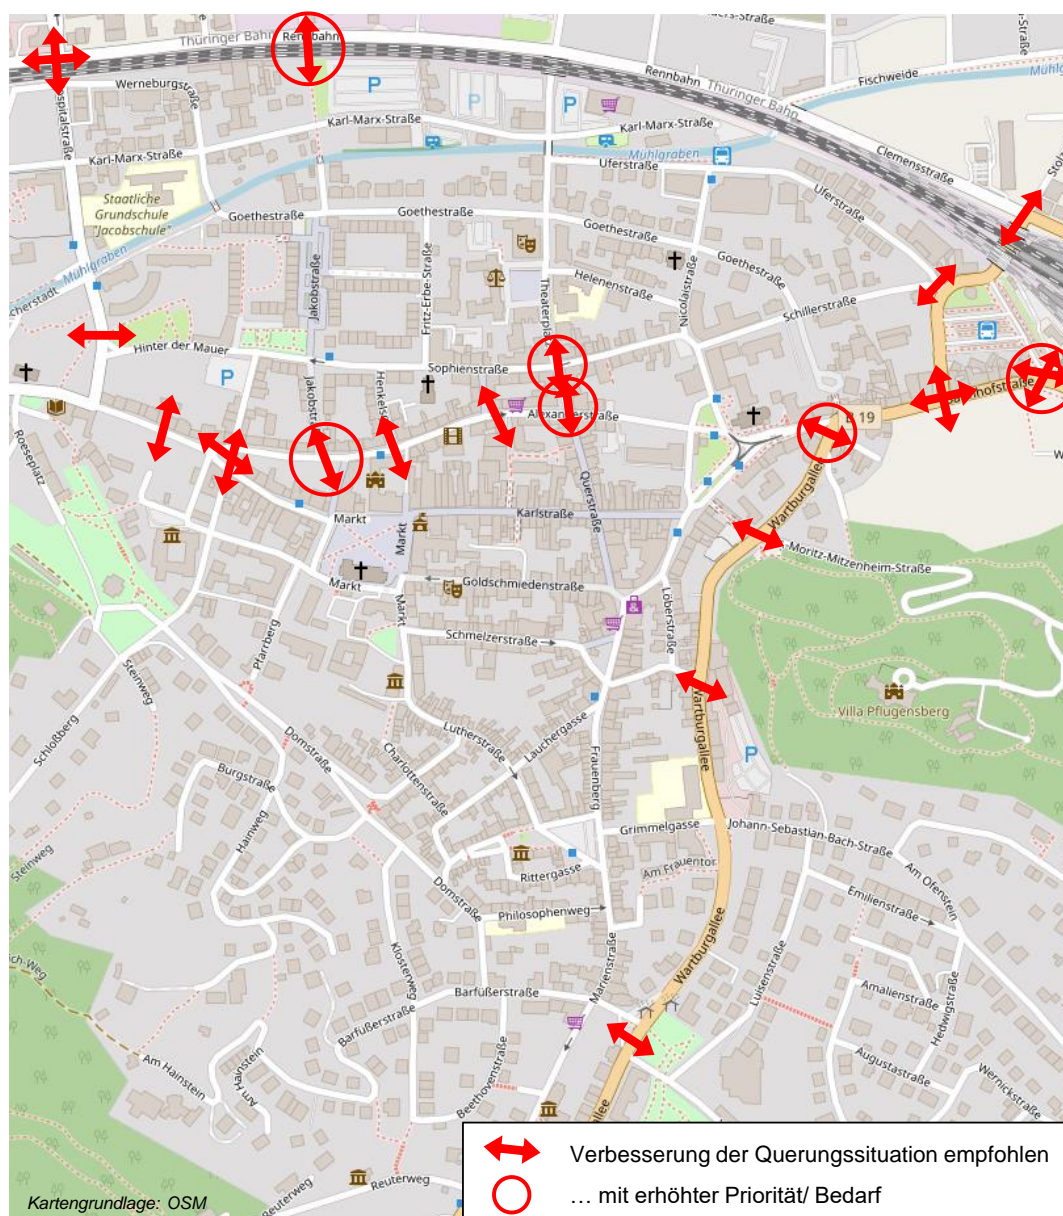 Thüringer Bahn
Rennbahn
Straße
Rennbahn
Thüringer Bahn
Fischweide
Mühlgraben
Werneburgstraße
Karl-Marx-Straße
Karl-Marx-Straße
Karl-Marx-Straße
Clemensstraße
Mühlgraben
Uferstraße
Uferstraße
Staatliche
Grundschule
"Jacobschule"
Goethestraße
Goethestraße
Goethestraße
Goethestraße
Mühlgraben
Jakobstraße
Fritz-Erbe-Straße
Theaterplatz
Helenenstraße
Nicolaistraße
Schillerstraße
Hinter der Mauer
Sophienstraße
P
P
P
P
Jakobstraße
Alexanderstraße
B 19
Roeseplatz
Querstraße
Wartburgallee
Karlstraße
Markt
Markt
Moritz-Mitzenheim-Straße
Markt
Goldschmiedenstraße
Markt
Löberstraße
Schmelzerstraße
Pfarrberg
Steinweg
Villa Pflugensberg
Wartburgallee
Schloßberg
Domstraße
Lutherstraße
Lauchergasse
P
Burgstraße
Charlottenstraße
Frauenberg
Hainweg
Grimmelgasse
Johann-Sebastian-Bach-Straße
Steinweg
Rittergasse
Am Frauentor
Am Ofenstein
Domstraße
Emilienstraße
Philosophenweg
Klosterweg
Marienstraße
Wartburgallee
Luisenstraße
Barfüßerstraße
Amalienstraße
Hedwigstraße
Barfüßerstraße
Am Hainstein
Am Hainstein
Beethovenstraße
Augustastraße
Wernickstraße
Reuterweg
Verbesserung der Querungssituation empfohlen
… mit erhöhter Priorität/ Bedarf
Kartengrundlage: OSM